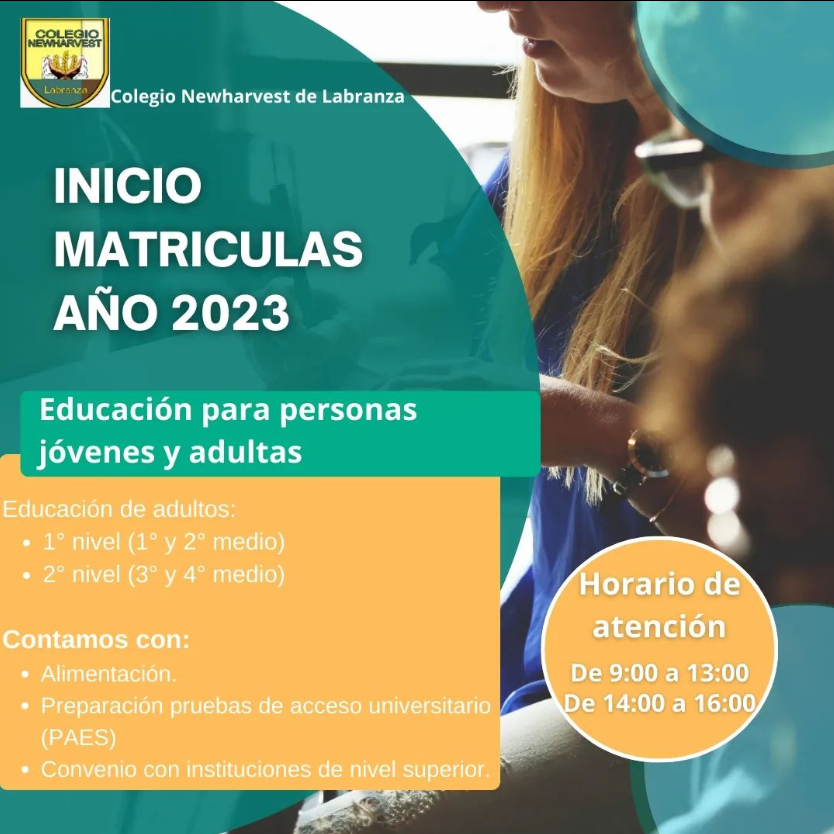 COLEGIO
NEWHARVEST
Labranza
Colegio Newharvest de Labranza
INICIO
MATRICULAS
AÑO 2023
Educación para personas
jóvenes y adultas
Educación de adultos:
• 1° nivel (1° y 2° medio)
• 2° nivel (3° y 4° medio)
Contamos con:
• Alimentación.
• Preparación pruebas de acceso universitario
(PAES)
• Convenio con instituciones de nivel superior.
Horario de
atención
De 9:00 a 13:00
De 14:00 a 16:00